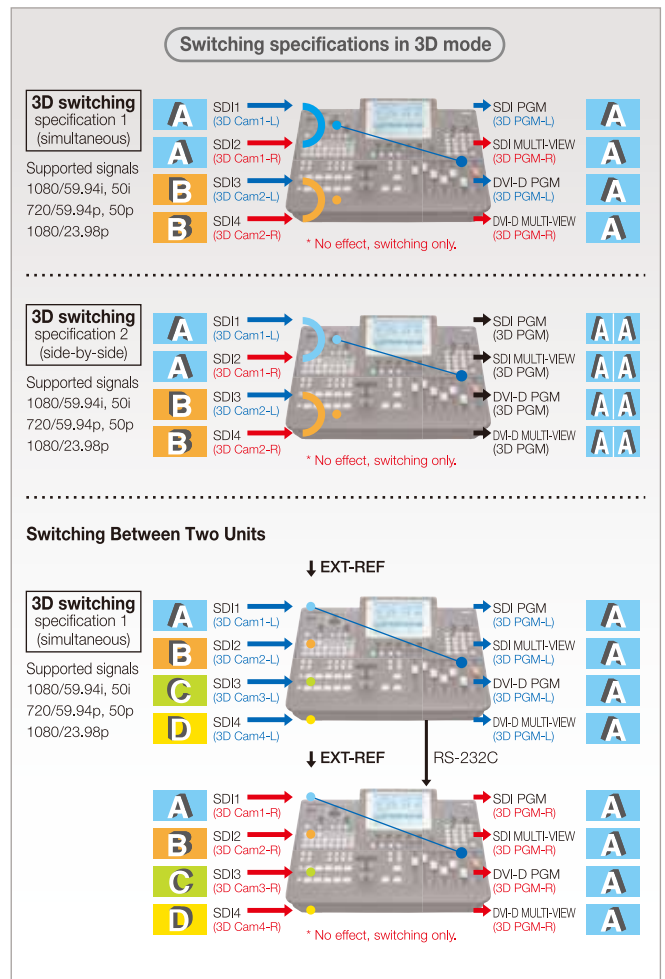 Switching specifications in 3D mode
3D switching
specification 1
(simultaneous)
Supported signals
1080/59.94i, 50i
720/59.94p, 50p
1080/23.98p
A
SDI1
(3D Cam1-L)
A
SDI2
(3D Cam1-R)
B
SDI3
(3D Cam2-L)
B
SDI4
(3D Cam2-R)
* No effect, switching only.
SDI PGM
(3D PGM-L)
A
SDI MULTI-VIEW
(3D PGM-R)
A
DVI-D PGM
(3D PGM-L)
A
DVI-D MULTI-VIEW
(3D PGM-R)
A
3D switching
specification 2
(side-by-side)
Supported signals
1080/59.94i, 50i
720/59.94p, 50p
1080/23.98p
A
SDI1
(3D Cam1-L)
A
SDI2
(3D Cam1-R)
B
SDI3
(3D Cam2-L)
B
SDI4
(3D Cam2-R)
* No effect, switching only.
SDI PGM
(3D PGM)
A A
SDI MULTI-VIEW
(3D PGM)
A A
DVI-D PGM
(3D PGM)
A A
DVI-D MULTI-VIEW
(3D PGM)
A A
Switching Between Two Units
EXT-REF
3D switching
specification 1
(simultaneous)
Supported signals
1080/59.94i, 50i
720/59.94p, 50p
1080/23.98p
A
SDI1
(3D Cam1-L)
B
SDI2
(3D Cam2-L)
C
SDI3
(3D Cam3-L)
D
SDI4
(3D Cam4-L)
SDI PGM
(3D PGM-L)
A
SDI MULTI-VIEW
(3D PGM-L)
A
DVI-D PGM
(3D PGM-L)
A
DVI-D MULTI-VIEW
(3D PGM-L)
A
EXT-REF
RS-232C
A
SDI1
(3D Cam1-R)
B
SDI2
(3D Cam2-R)
C
SDI3
(3D Cam3-R)
D
SDI4
(3D Cam4-R)
* No effect, switching only.
SDI PGM
(3D PGM-R)
A
SDI MULTI-VIEW
(3D PGM-R)
A
DVI-D PGM
(3D PGM-R)
A
DVI-D MULTI-VIEW
(3D PGM-R)
A